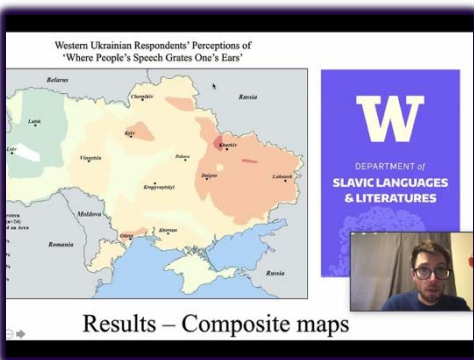 Western Ukrainian Respondents' Perceptions of
'Where People's Speech Grates One's Ears'
Belarus
Russia
Chernihiv
Lutsk
Lviv
Kyiv
Kharkiv
Vinnytsia
Poltava
Dnipro
Luhansk
Kropyvnytskyi
Moldova
Romania
Odesa
Kherson
Russia
W
DEPARTMENT of
SLAVIC LANGUAGES
& LITERATURES
Results – Composite maps